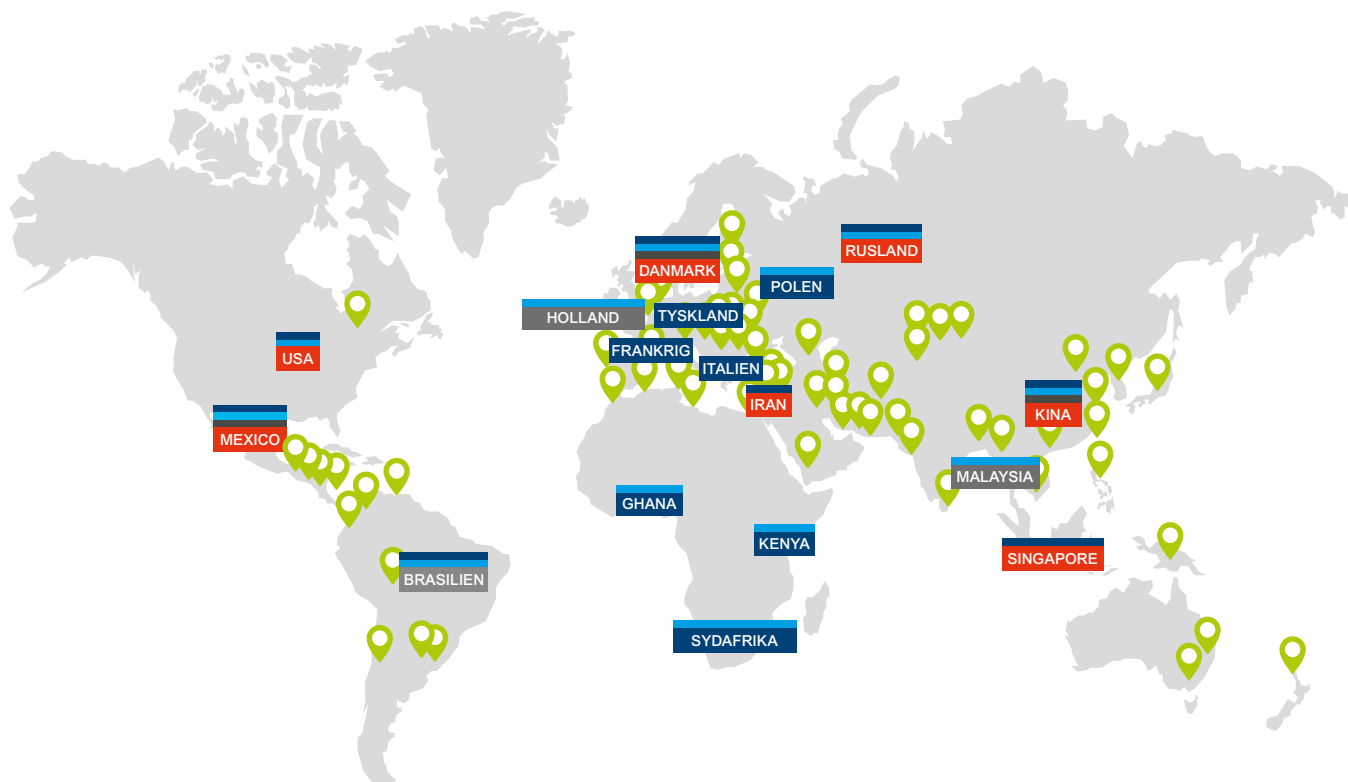 RUSLAND
DANMARK
POLEN
HOLLAND
TYSKLAND
USA
FRANKRIG
ITALIEN
IRAN
KINA
MEXICO
MALAYSIA
GHANA
KENYA
SINGAPORE
BRASILIEN
SYDAFRIKA